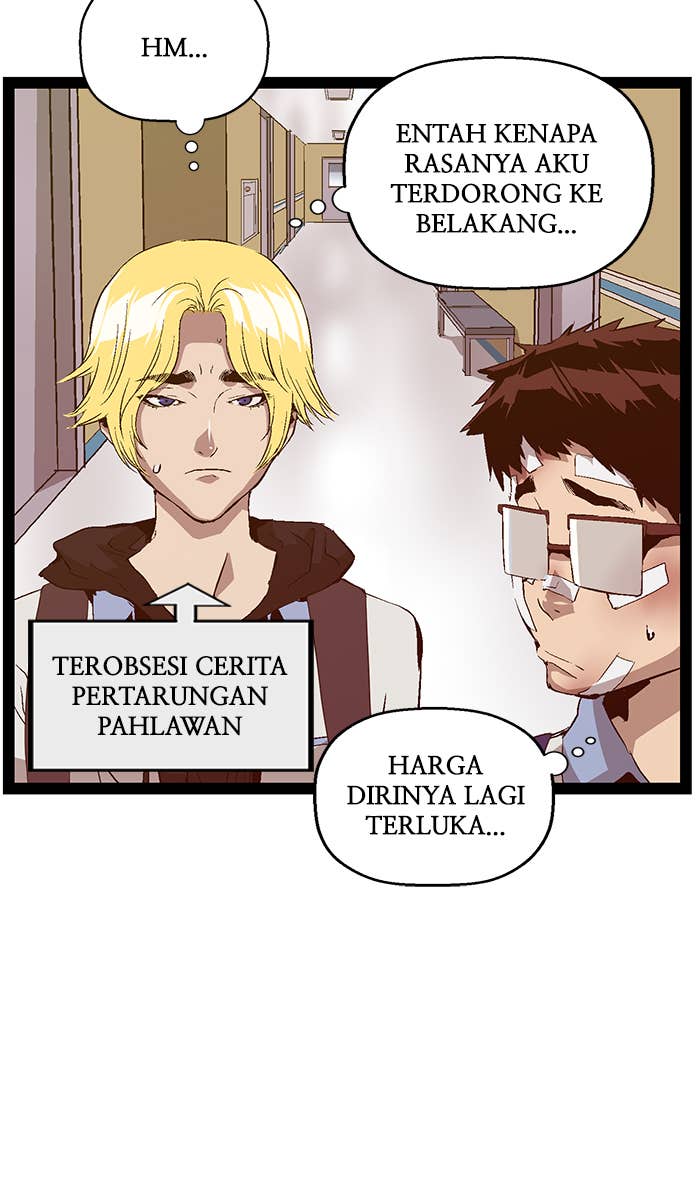 HM...
ENTAH KENAPA
RASANYA AKU
TERDORONG KE
BELAKANG...
TEROBSESI CERITA
PERTARUNGAN
PAHLAWAN
HARGA
DIRINYA LAGI
TERLUKA...